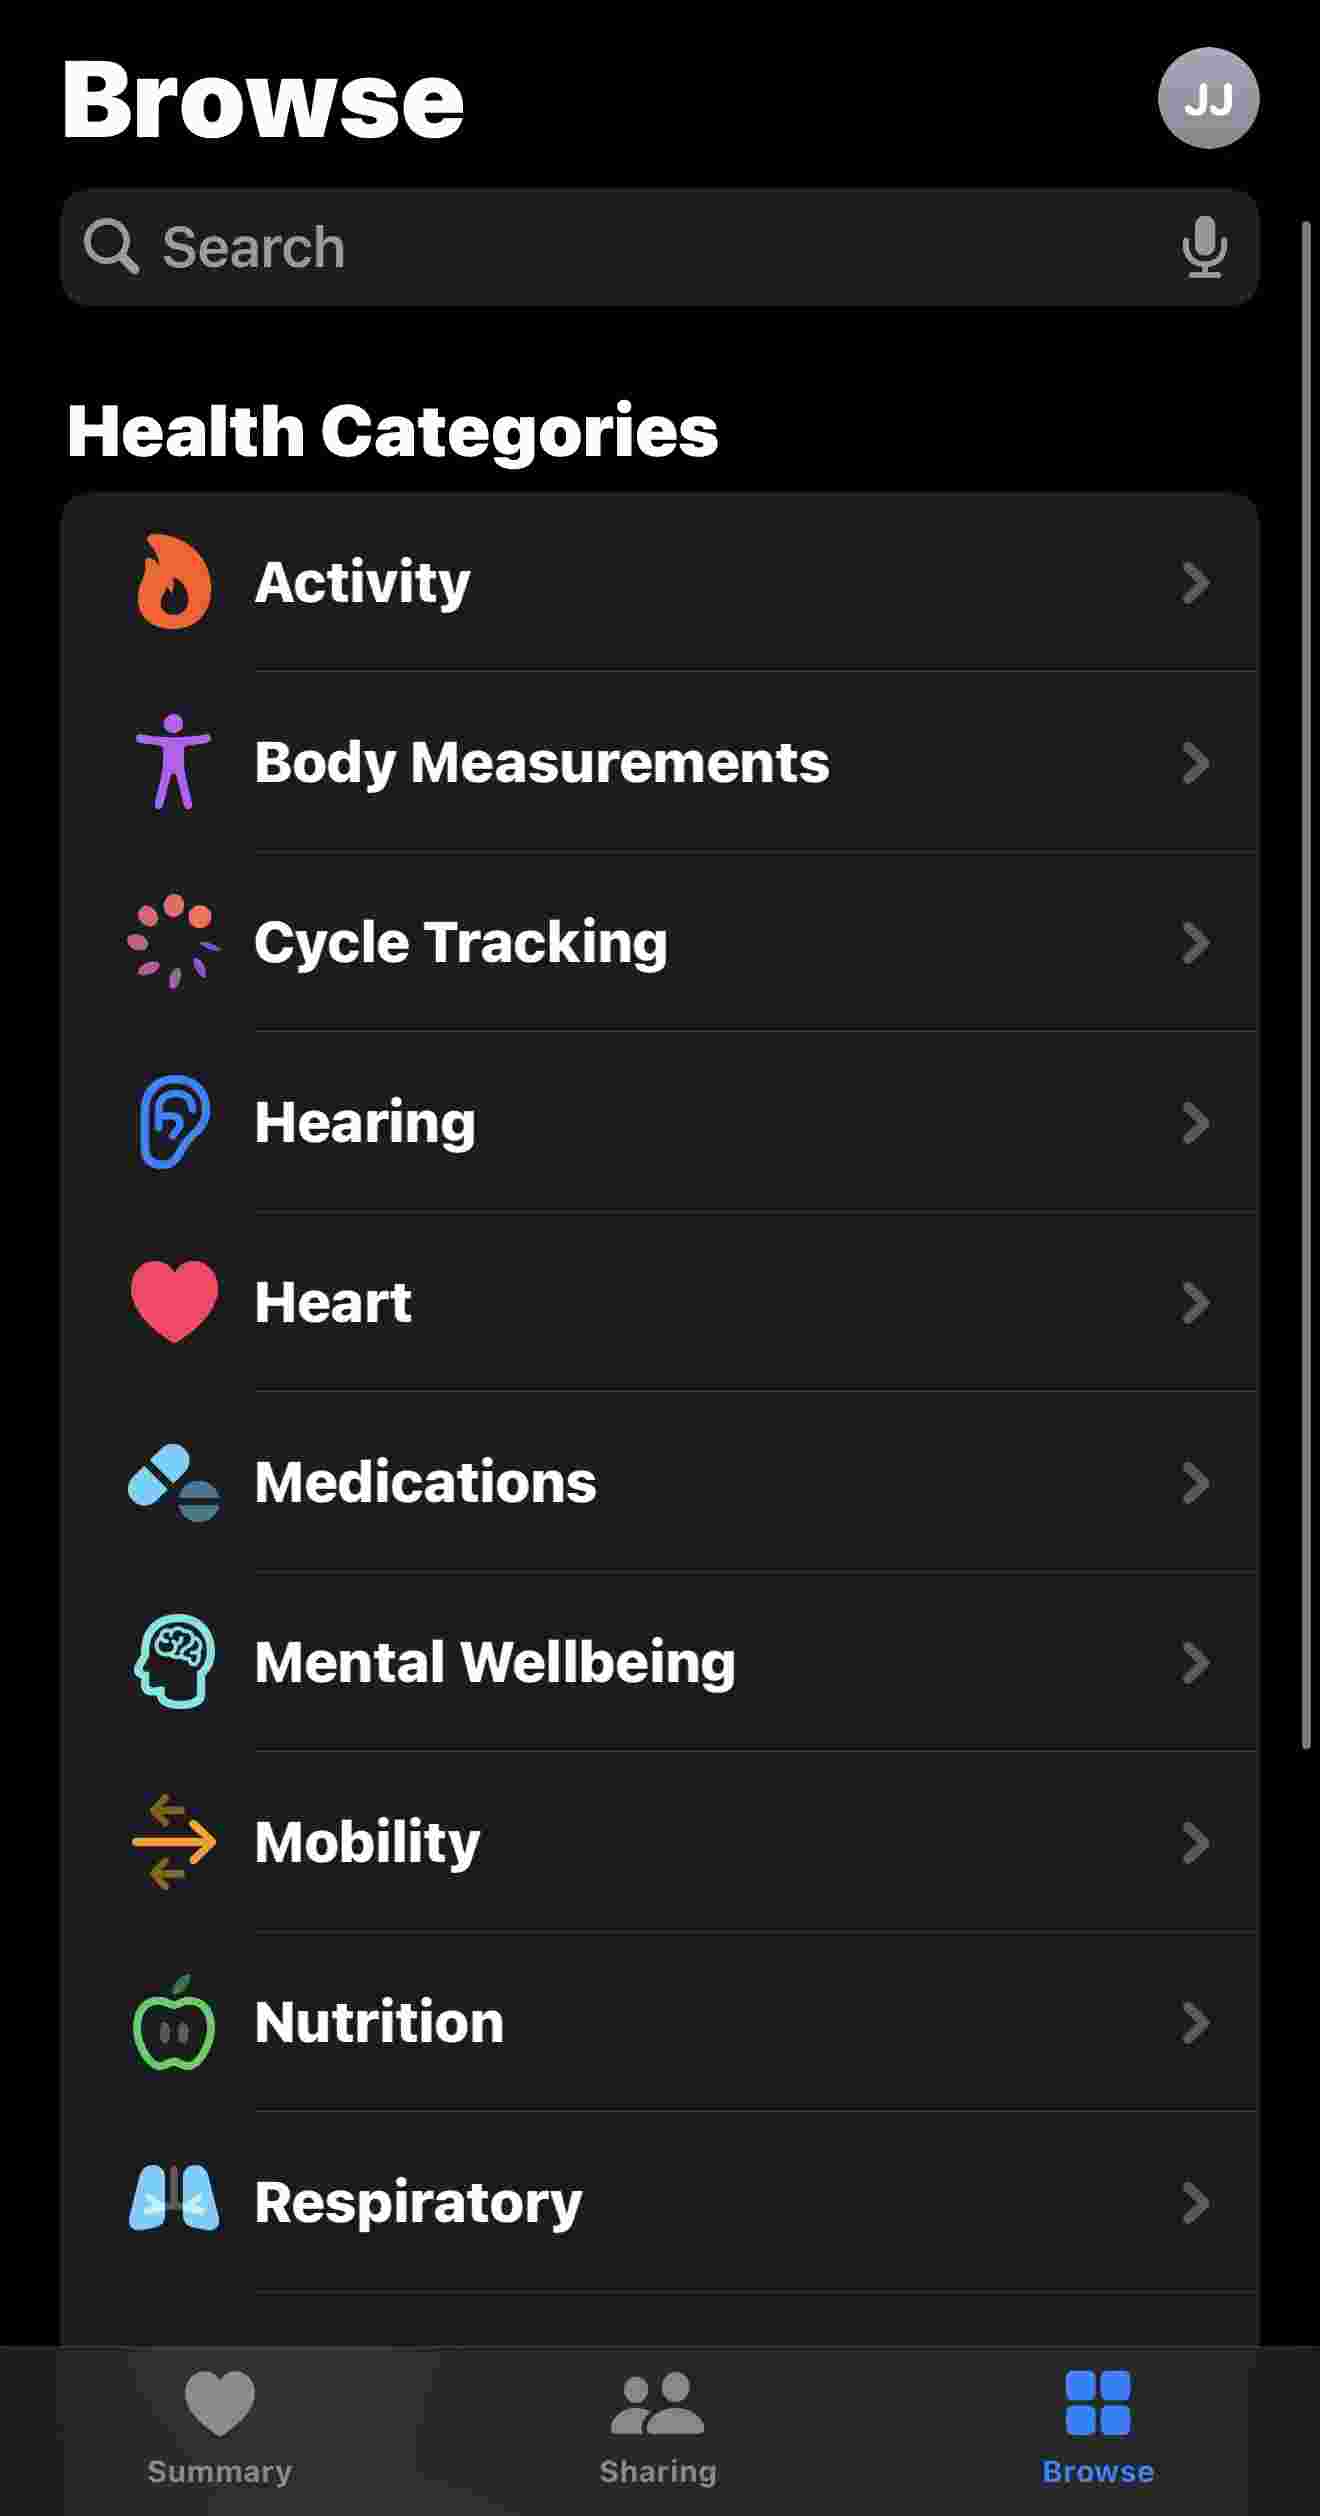 Browse
JJ
Search
Health Categories
Activity
Body Measurements
Cycle Tracking
Hearing
Heart
Medications
Mental Wellbeing
Mobility
Nutrition
Respiratory
Summary
Sharing
Browse